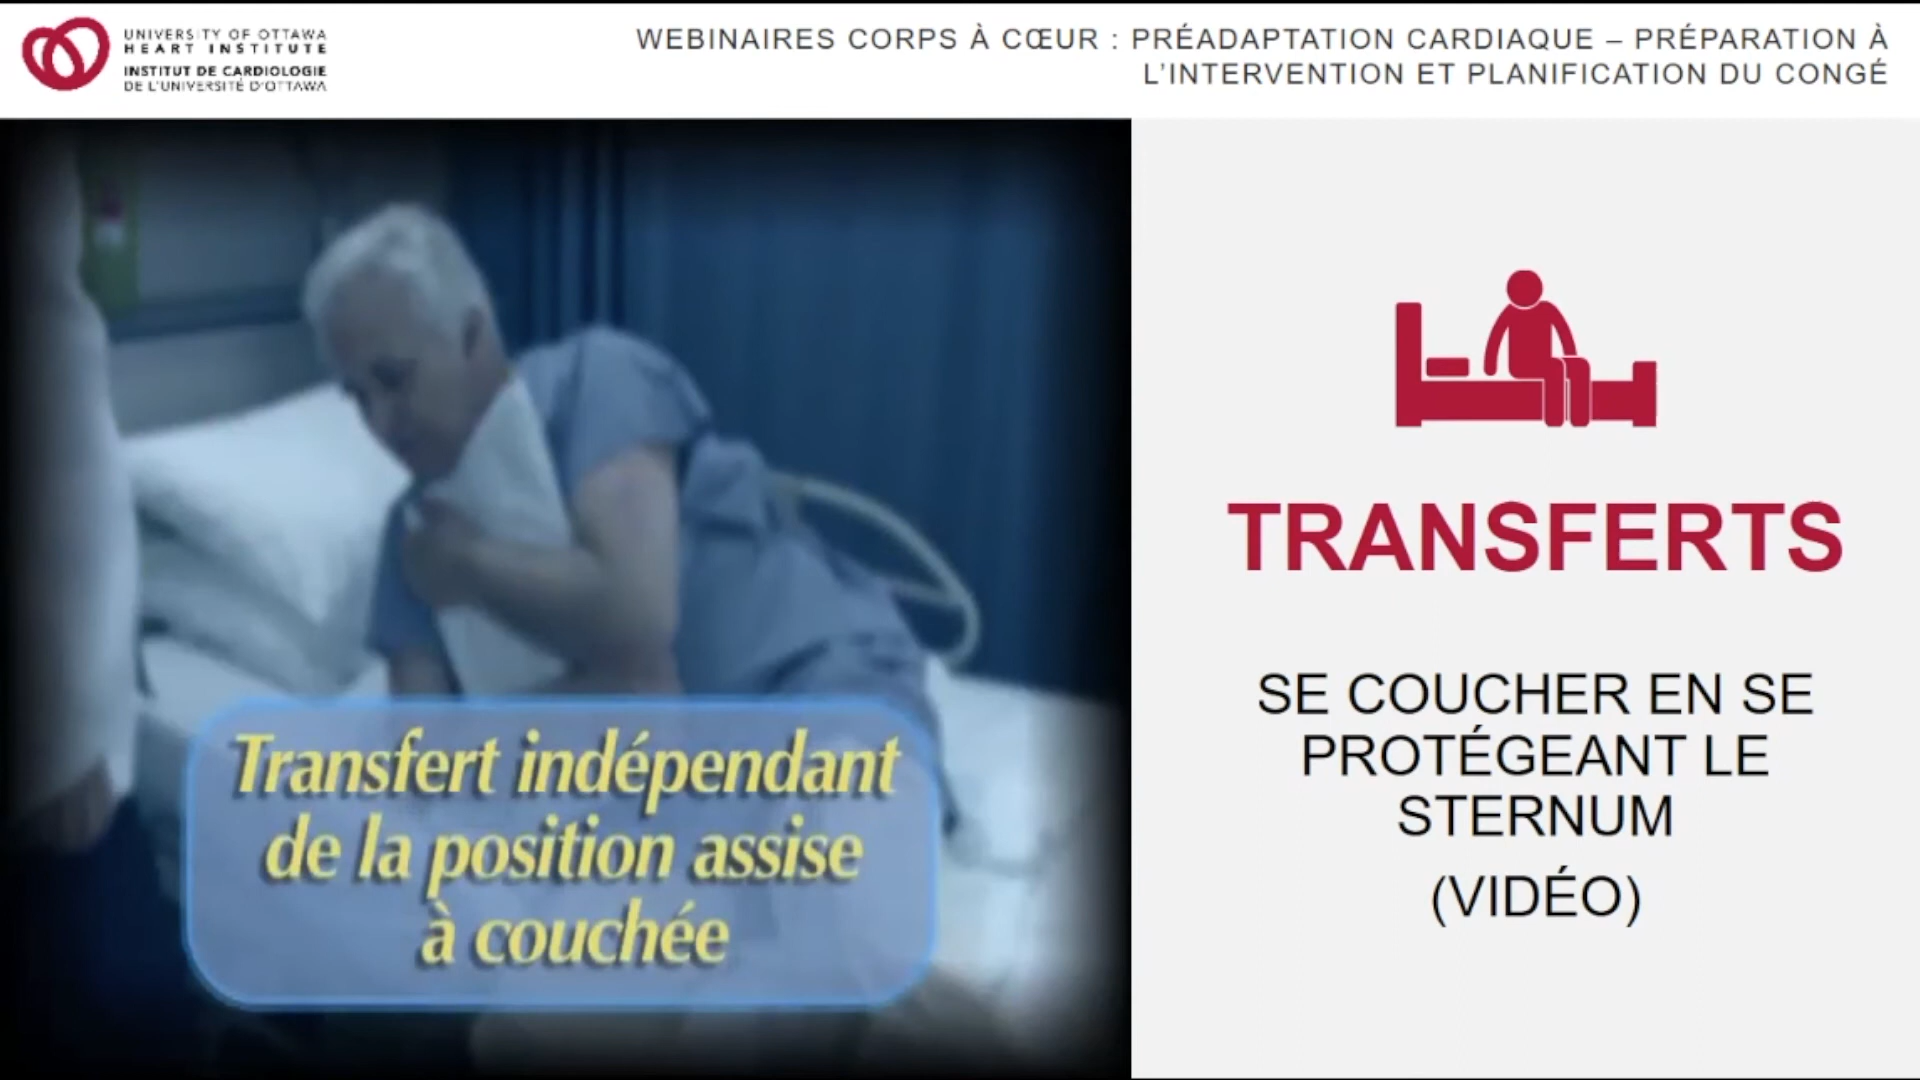 UNIVERSITY OF OTTAWA
HEART INSTITUTE
INSTITUT DE CARDIOLOGIE
DE L'UNIVERSITÉ D'OTTAWA
WEBINAIRES CORPS À CŒUR : PRÉADAPTATION CARDIAQUE – PRÉPARATION À
L'INTERVENTION ET PLANIFICATION DU CONGÉ
Transfert indépendant
de la position assise
à couchée
TRANSFERTS
SE COUCHER EN SE
PROTÉGEANT LE
STERNUM
(VIDÉO)